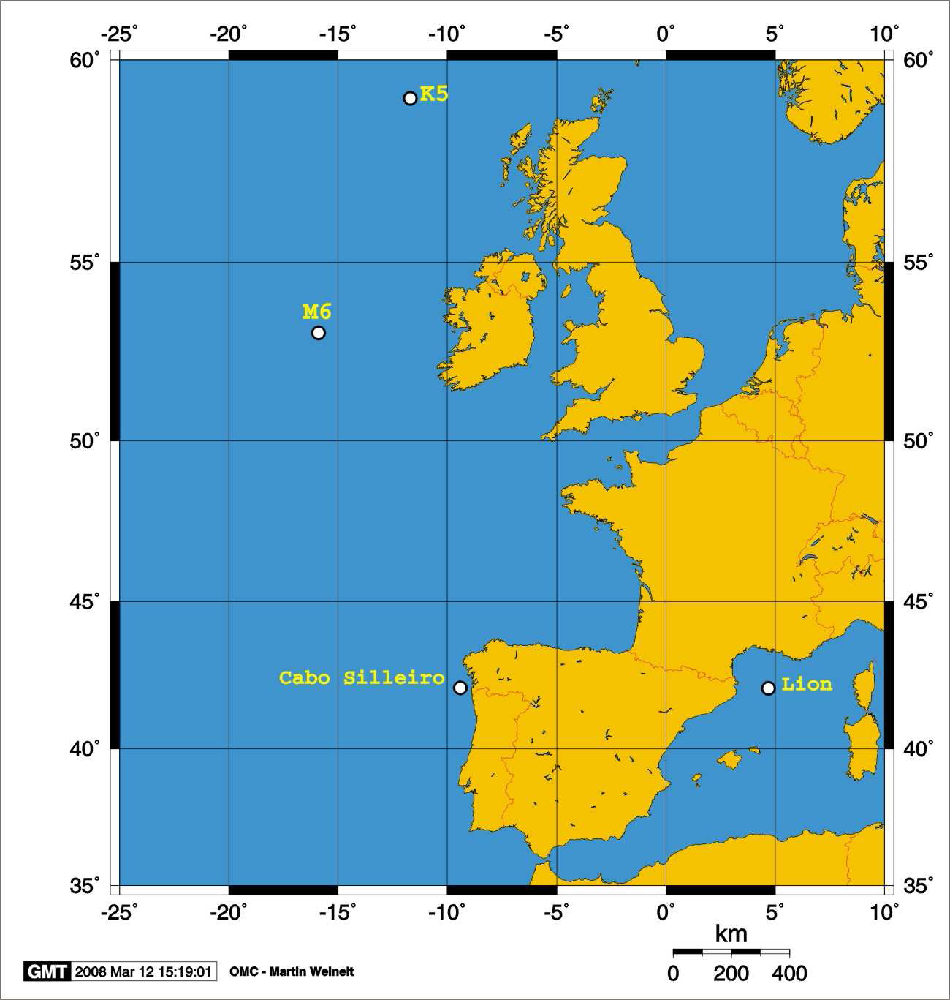 -25° -20° -15° -10° -5° 0° 5° 10°
60° 60°
K5
55° 55°
M6
50° 50°
45° 45°
Cabo Silleiro
Lion
40° 40°
35° 35°
-25° -20° -15° -10° -5° 0° 5° 10°
km
0 200 400
GMT 2008 Mar 12 15:19:01 OMC - Martin Weinelt